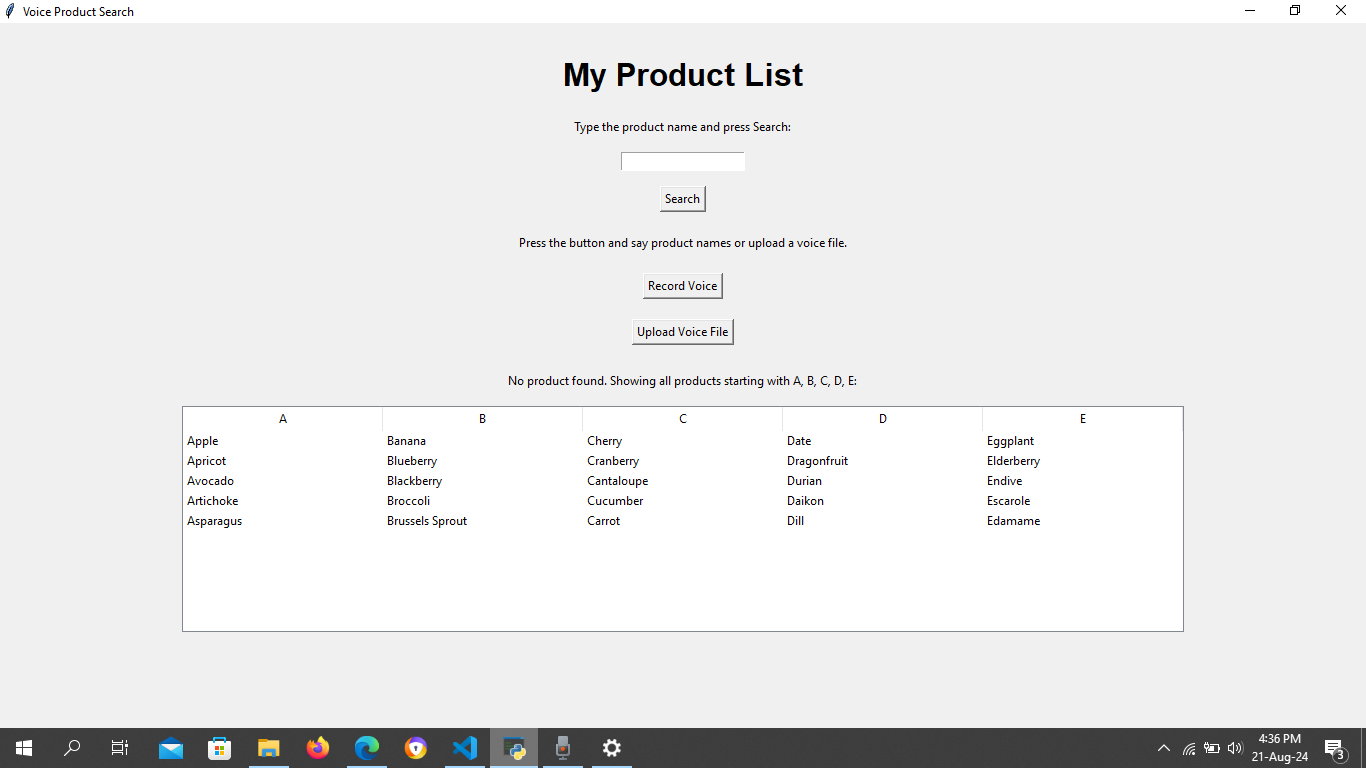 Voice Product Search
My Product List
Type the product name and press Search:
Search
Press the button and say product names or upload a voice file.
Record Voice
Upload Voice File
No product found. Showing all products starting with A, B, C, D, E:
A B C D E
Apple Banana Cherry Date Eggplant
Apricot Blueberry Cranberry Dragonfruit Elderberry
Avocado Blackberry Cantaloupe Durian Endive
Artichoke Broccoli Cucumber Daikon Escarole
Asparagus Brussels Sprout Carrot Dill Edamame
4:36 PM
21-Aug-24
3